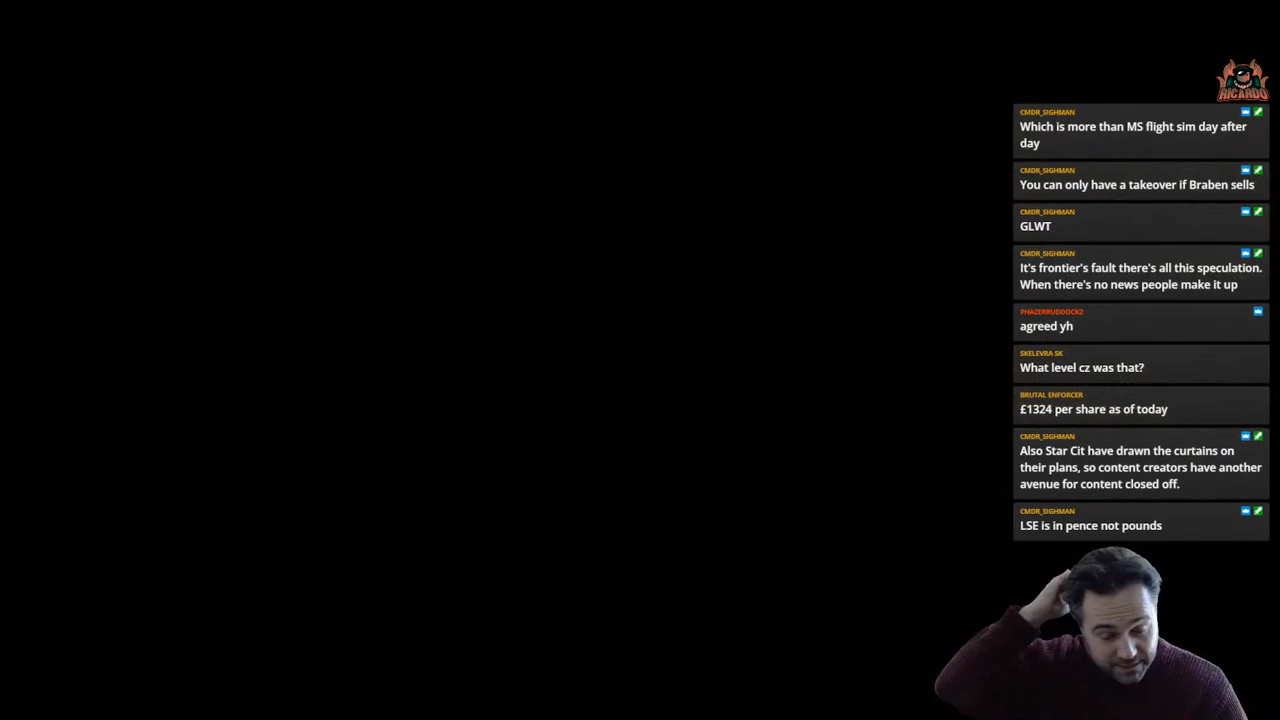 RICARDO
CMDR_SIGHMAN
Which is more than MS flight sim day after
day
CMDR_SIGHMAN
You can only have a takeover if Braben sells
CMDR_SIGHMAN
GLWT
CMDR_SIGHMAN
It's frontier's fault there's all this speculation.
When there's no news people make it up
PHAZERRUDDOCK2
agreed yh
SKELEVRA SK
What level cz was that?
BRUTAL ENFORCER
£1324 per share as of today
CMDR_SIGHMAN
Also Star Cit have drawn the curtains on
their plans, so content creators have another
avenue for content closed off.
CMDR_SIGHMAN
LSE is in pence not pounds